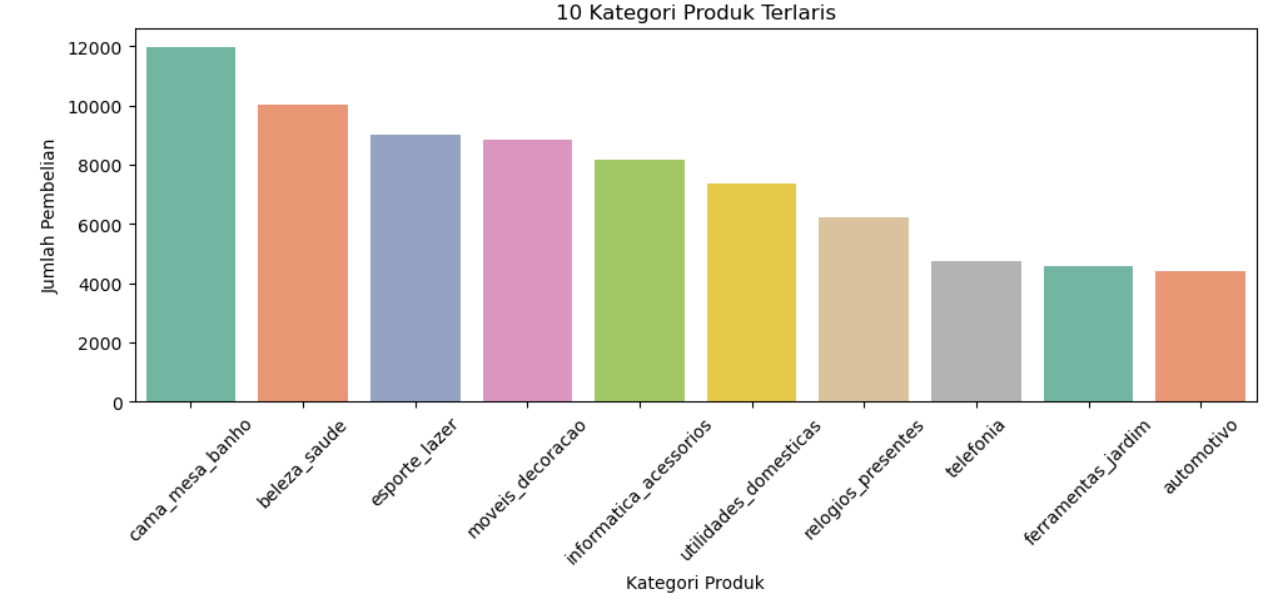 10 Kategori Produk Terlaris
Jumlah Pembelian
12000
10000
8000
6000
4000
2000
0
cama_mesa_banho
beleza_saude
esporte_lazer
moveis_decoracao
informatica_acessorios
utilidades_domesticas
relogios_presentes
telefonia
ferramentas_jardim
automotivo
Kategori Produk